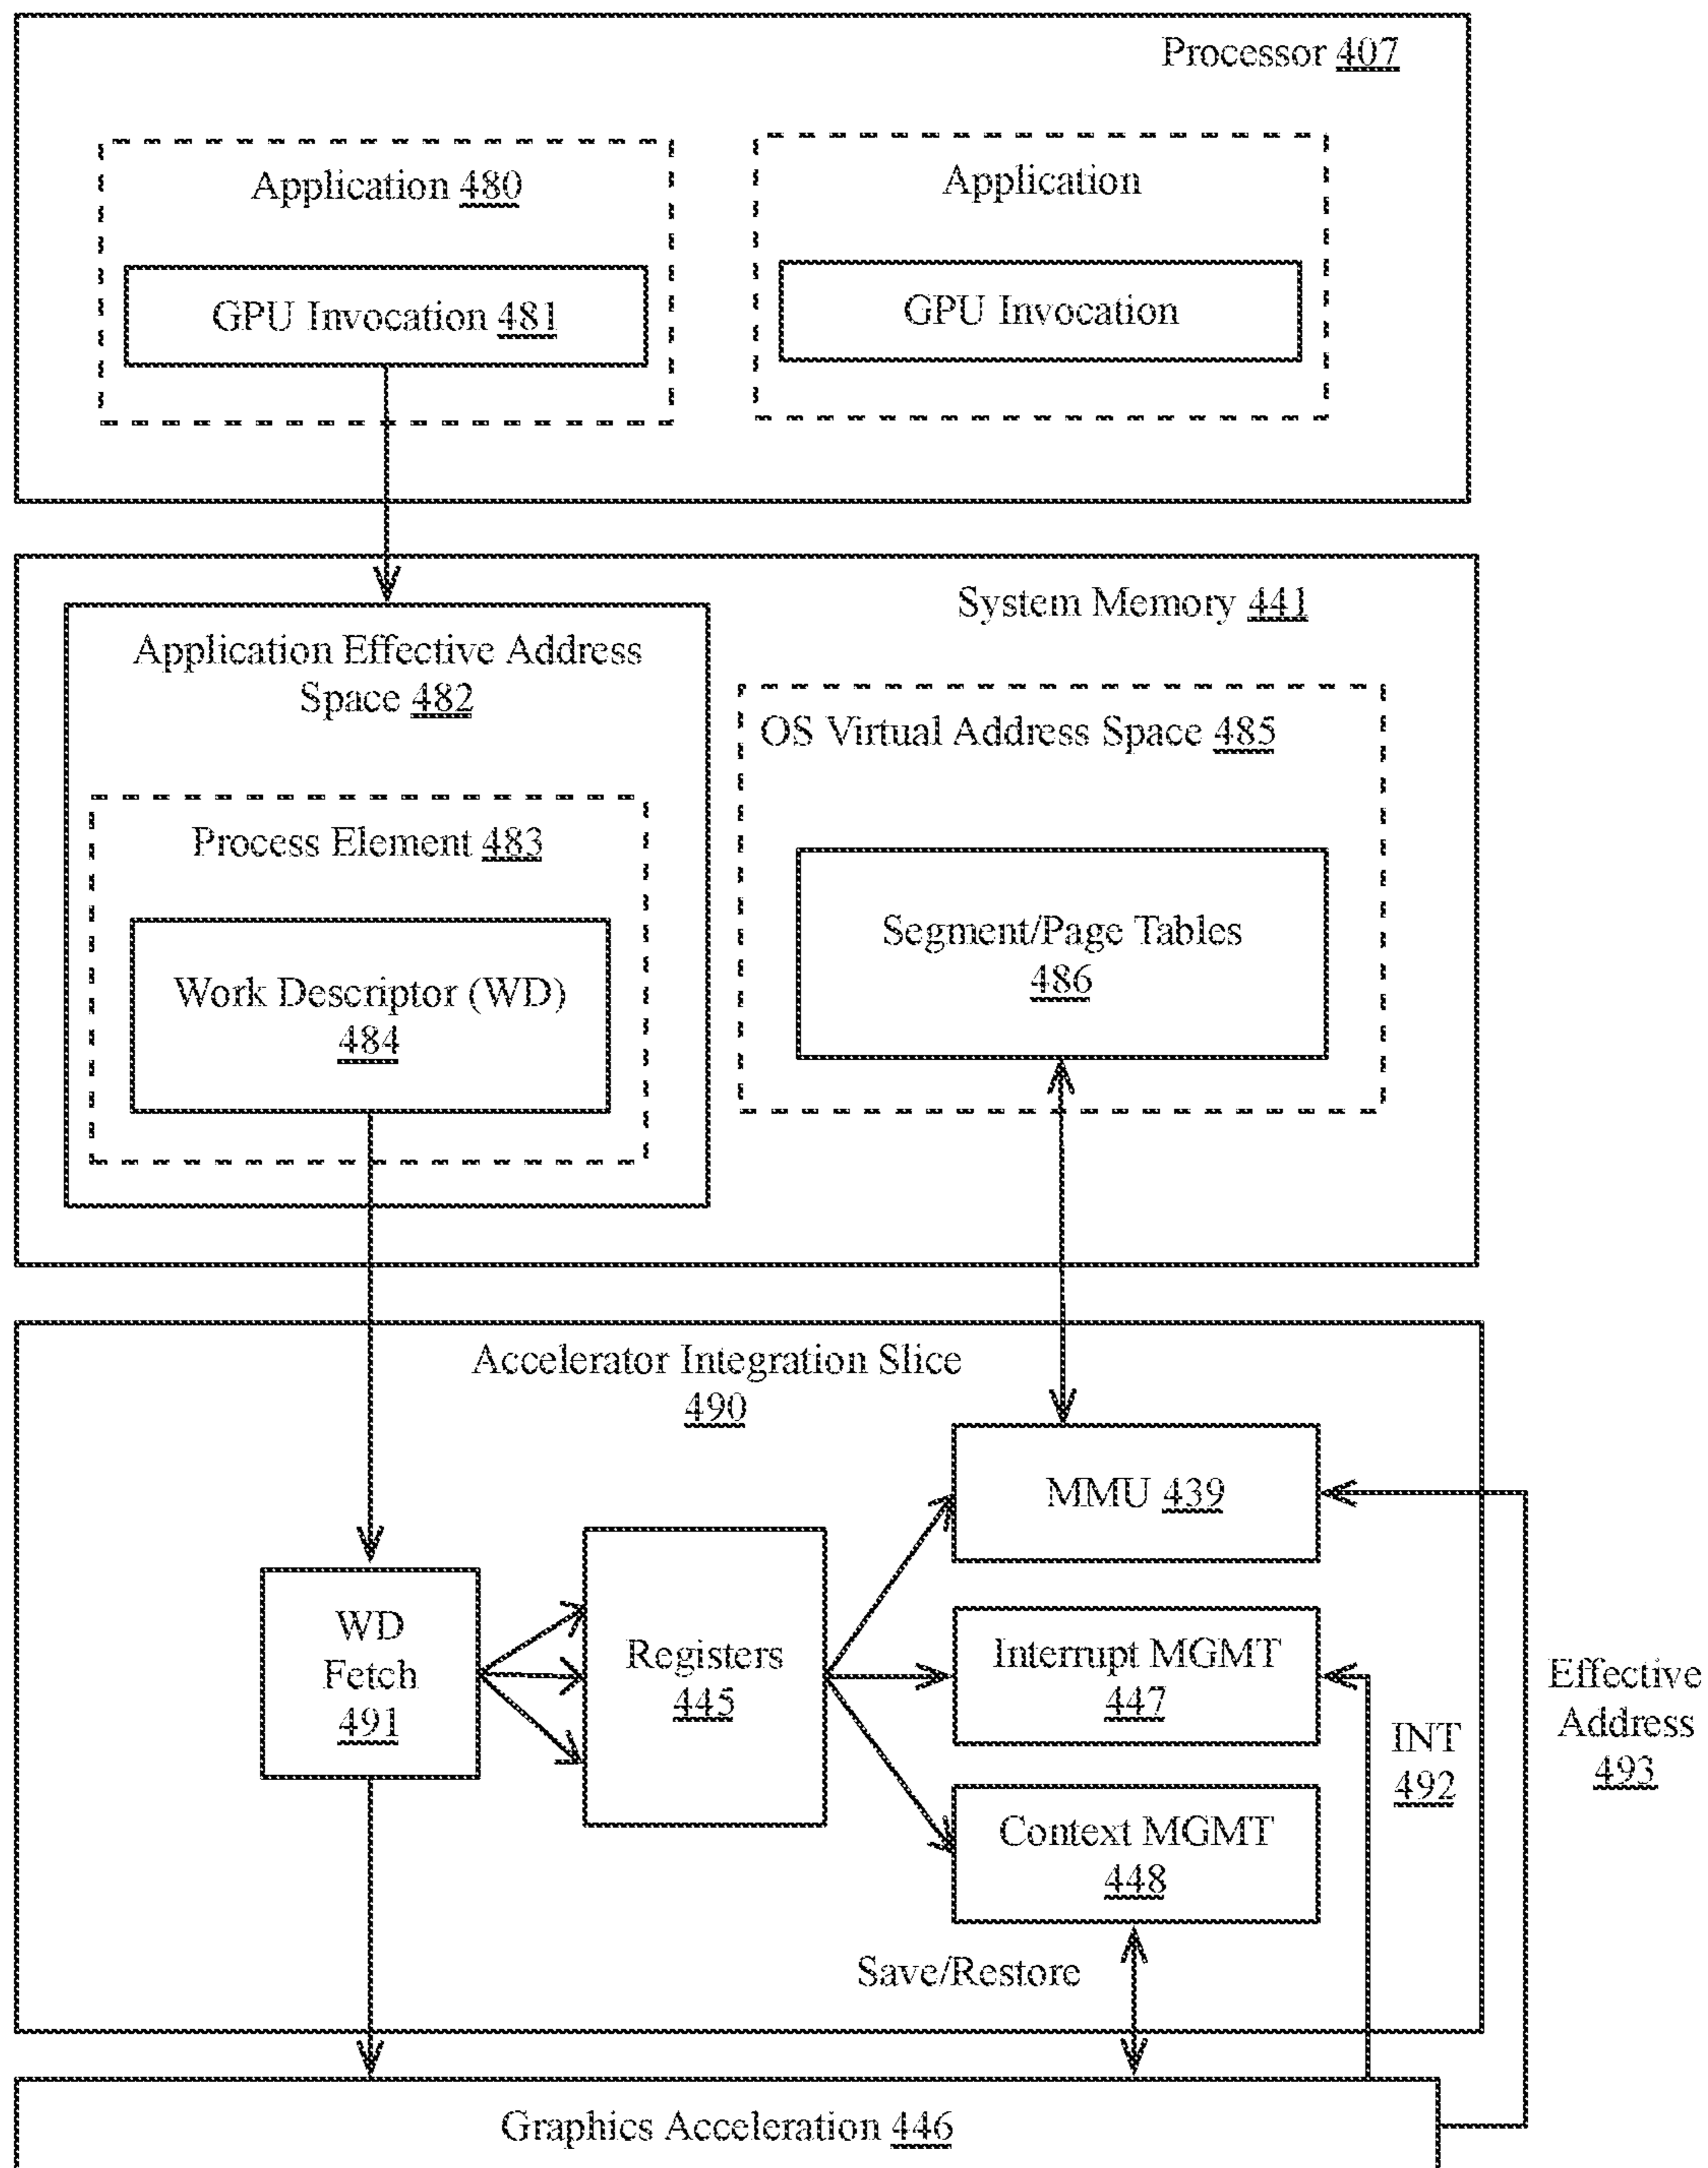 Processor 407
Application 480
Application
GPU Invocation 481
GPU Invocation
System Memory 441
Application Effective Address
Space 482
OS Virtual Address Space 485
Process Element 483
Segment/Page Tables
486
Work Descriptor (WD)
484
Accelerator Integration Slice
490
MMU 439
WD
Fetch
491
Registers
445
Interrupt MGMT
447
INT
492
Effective
Address
493
Context MGMT
448
Save/Restore
Graphics Acceleration 446